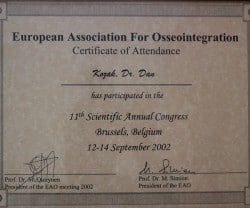 European Association For Osseointegration
Certificate of Attendance
Kozak, Dr. Dan
has participated in the
11th Scientific Annual Congress
Brussels, Belgium
12-14 September 2002
M. Simion
Prof. Dr. M. Quirynen
Prof. Dr. M. Simion
President of the EAO meeting 2002
President of the EAO